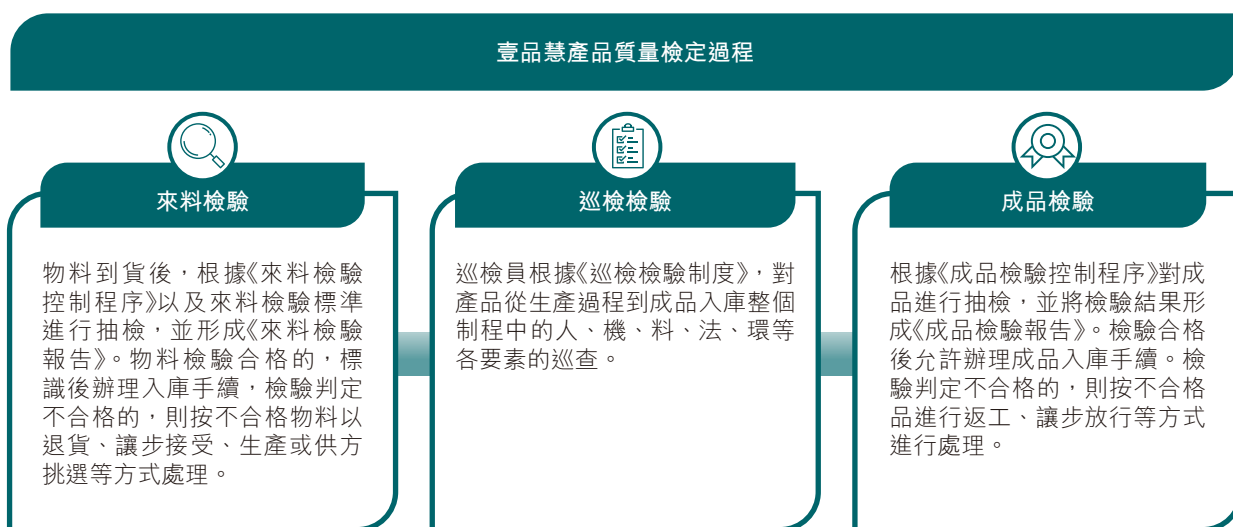 壹品慧產品質量檢定過程
來料檢驗
物料到貨後，根據《來料檢驗
控制程序》以及來料檢驗標準
進行抽檢，並形成《來料檢驗
報告》。物料檢驗合格的，標
識後辦理入庫手續，檢驗判定
不合格的，則按不合格物料以
退貨、讓步接受、生產或供方
挑選等方式處理。
巡檢檢驗
巡檢員根據《巡檢檢驗制度》，對
產品從生產過程到成品入庫整個
制程中的人、機、料、法、環等
各要素的巡查。
成品檢驗
根據《成品檢驗控制程序》對成
品進行抽檢，並將檢驗結果形
成《成品檢驗報告》。檢驗合格
後允許辦理成品入庫手續。檢
驗判定不合格的，則按不合格
品進行返工、讓步放行等方式
進行處理。